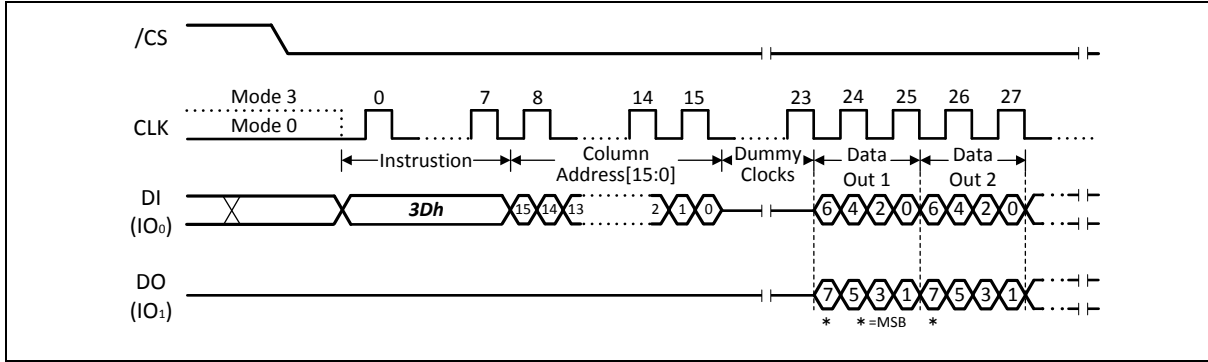 /CS
Mode 3
Mode 0
CLK
0 7 8 14 15 23 24 25 26 27
Instrustion
Column
Address[15:0]
Dummy
Clocks
Data
Out 1
Data
Out 2
DI
(IO0)
3Dh
15 14 13 2 1 0
6 4 2 0 6 4 2 0
DO
(IO1)
7 5 3 1 7 5 3 1
* * =MSB *